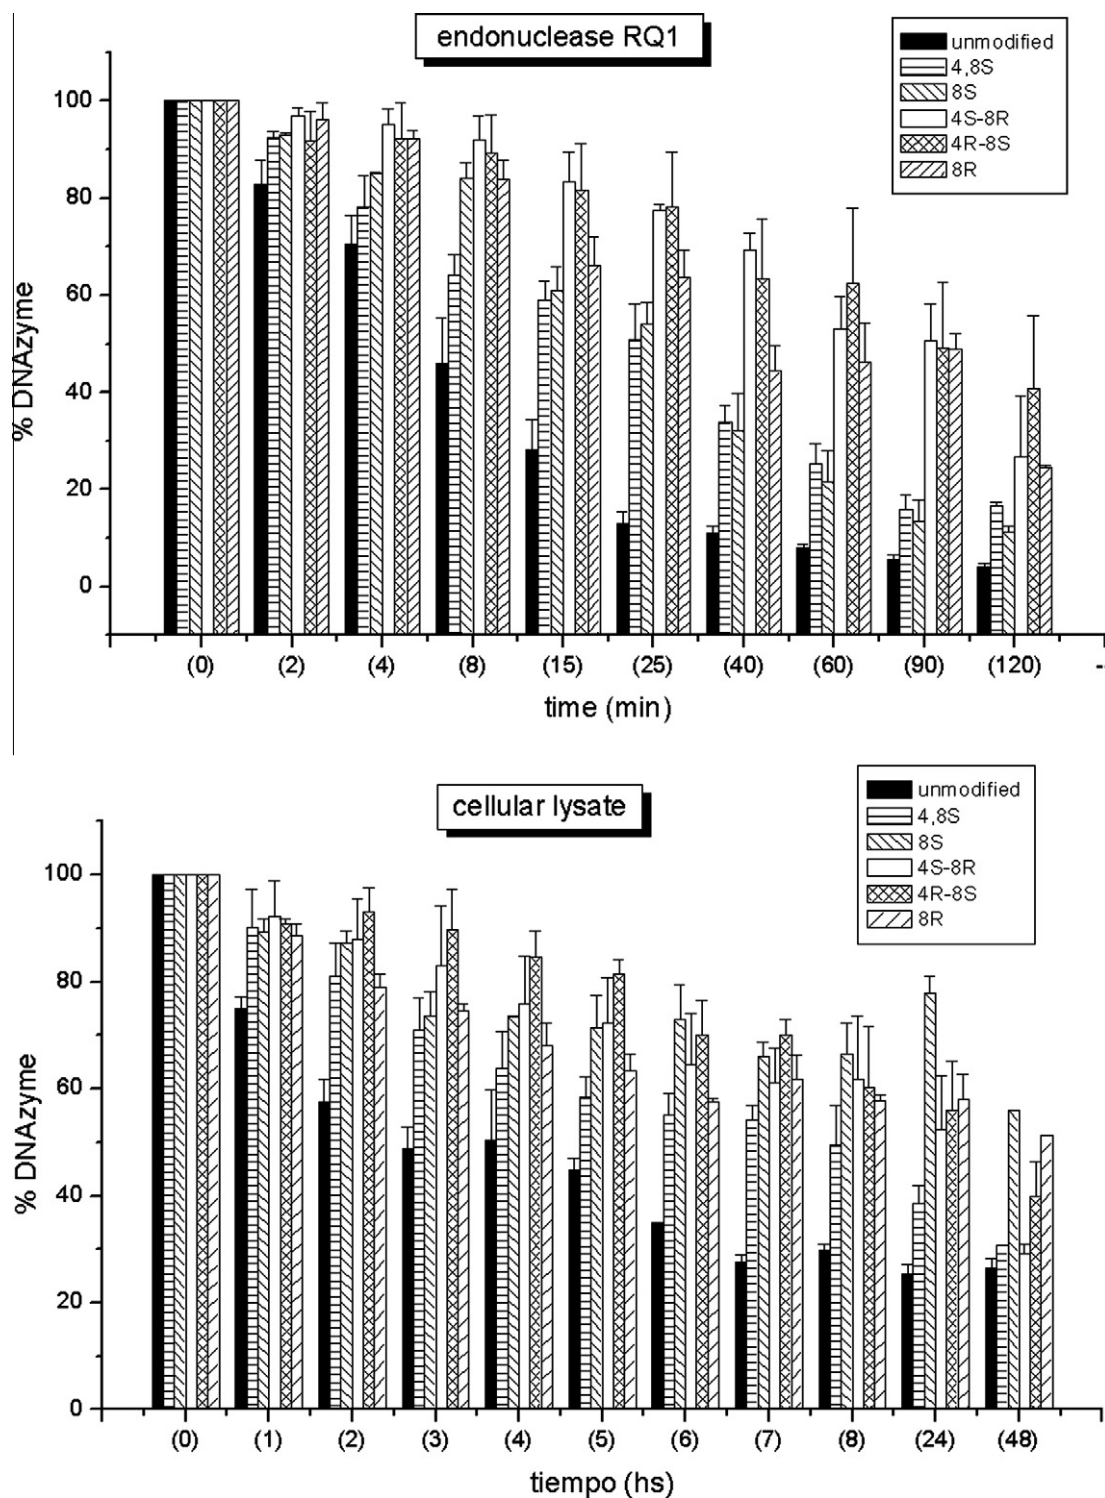 endonuclease RQ1
unmodified
4,8S
8S
4S-8R
4R-8S
8R
% DNAzyme
100
80
60
40
20
0
(0) (2) (4) (8) (15) (25) (40) (60) (90) (120)
time (min)
cellular lysate
unmodified
4,8S
8S
4S-8R
4R-8S
8R
% DNAzyme
100
80
60
40
20
0
(0) (1) (2) (3) (4) (5) (6) (7) (8) (24) (48)
tiempo (hs)